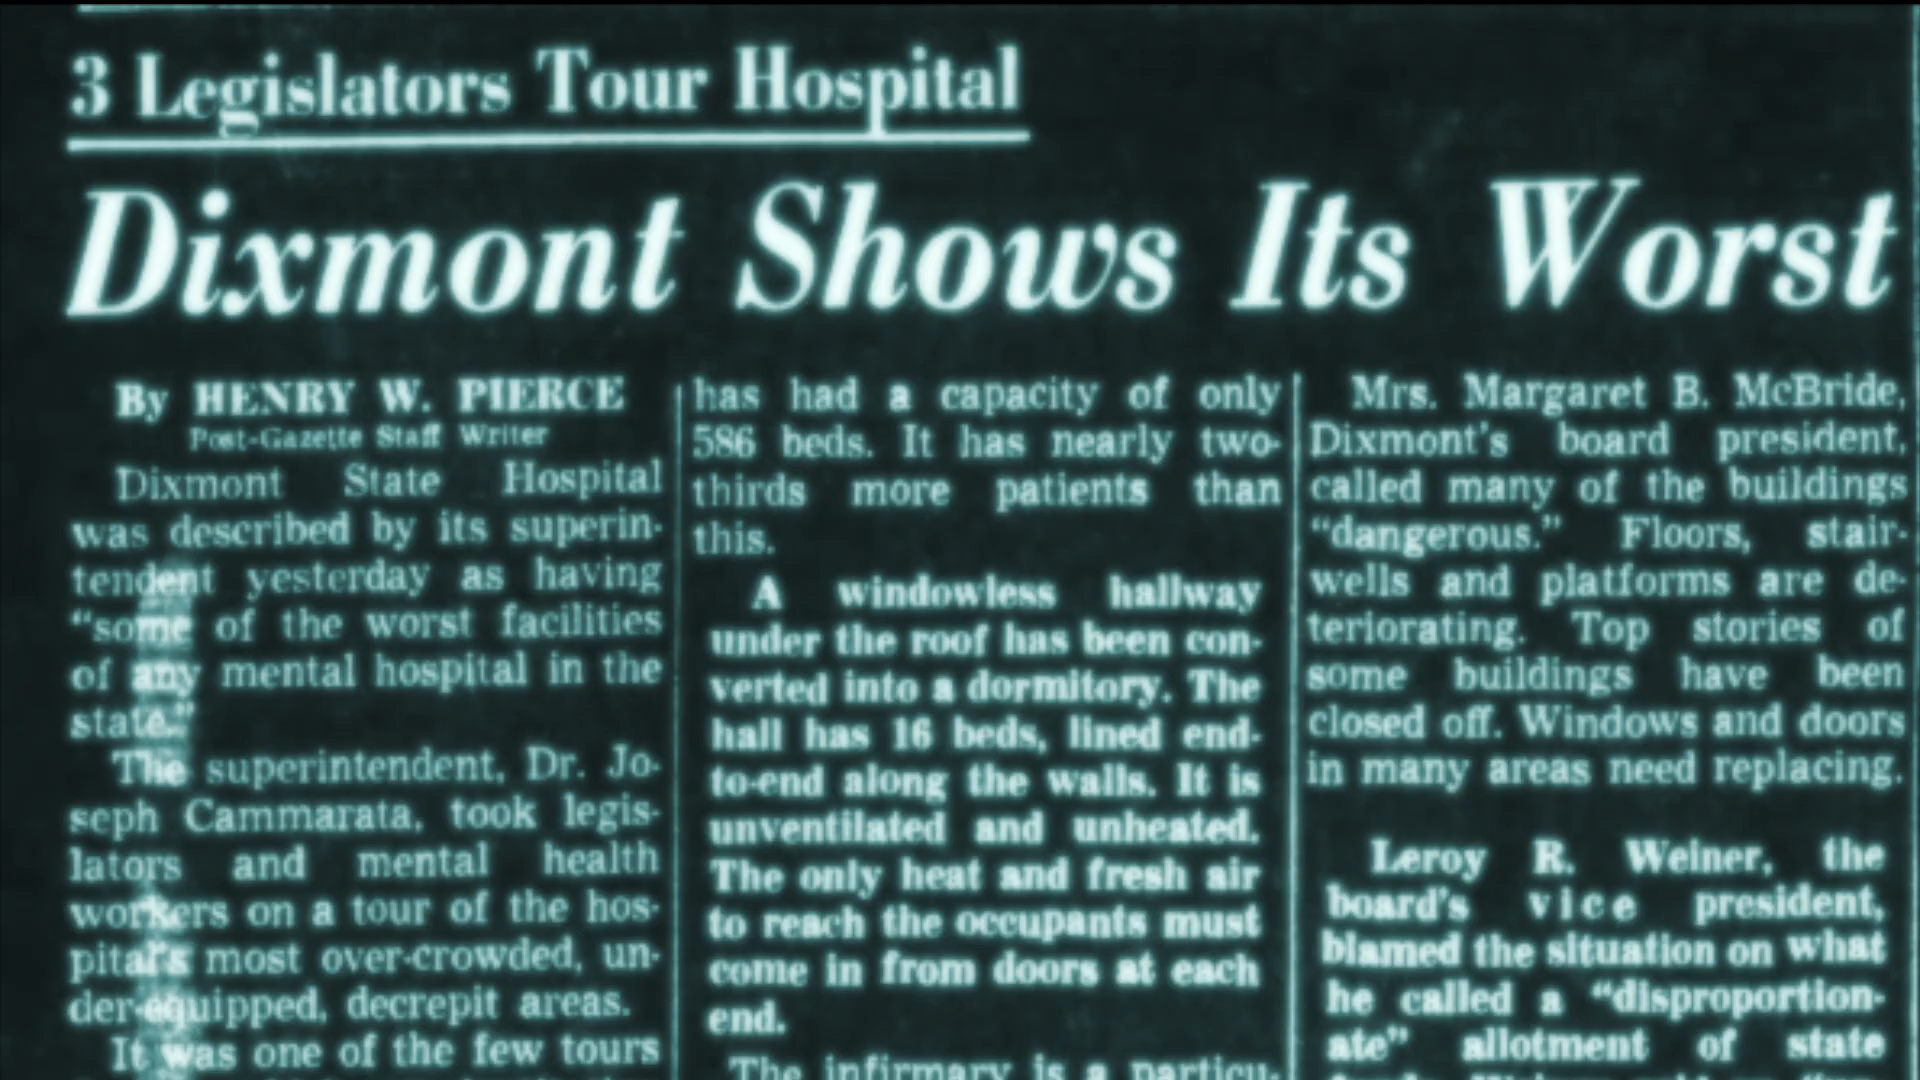 3 Legislators Tour Hospital
Dixmont Shows Its Worst
By HENRY W. PIERCE
Post-Gazette Staff Writer
Dixmont State Hospital
was described by its superin-
tendent yesterday as having
"some of the worst facilities
of any mental hospital in the
state."
The superintendent, Dr. Jo-
seph Cammarata, took legis-
lators and mental health
workers on a tour of the hos-
pital's most over-crowded, un-
der-equipped, decrepit areas.
It was one of the few tours
has had a capacity of only
586 beds. It has nearly two-
thirds more patients than
this.
A windowless hallway
under the roof has been con-
verted into a dormitory. The
hall has 16 beds, lined end-
to-end along the walls. It is
unventilated and unheated.
The only heat and fresh air
to reach the occupants must
come in from doors at each
end.
The infirmary is a particu-
Mrs. Margaret B. McBride,
Dixmont's board president,
called many of the buildings
"dangerous." Floors, stair-
wells and platforms are de-
teriorating. Top stories of
some buildings have been
closed off. Windows and doors
in many areas need replacing.
Leroy R. Weiner, the
board's vice president,
blamed the situation on what
he called a "disproportion-
ate" allotment of state